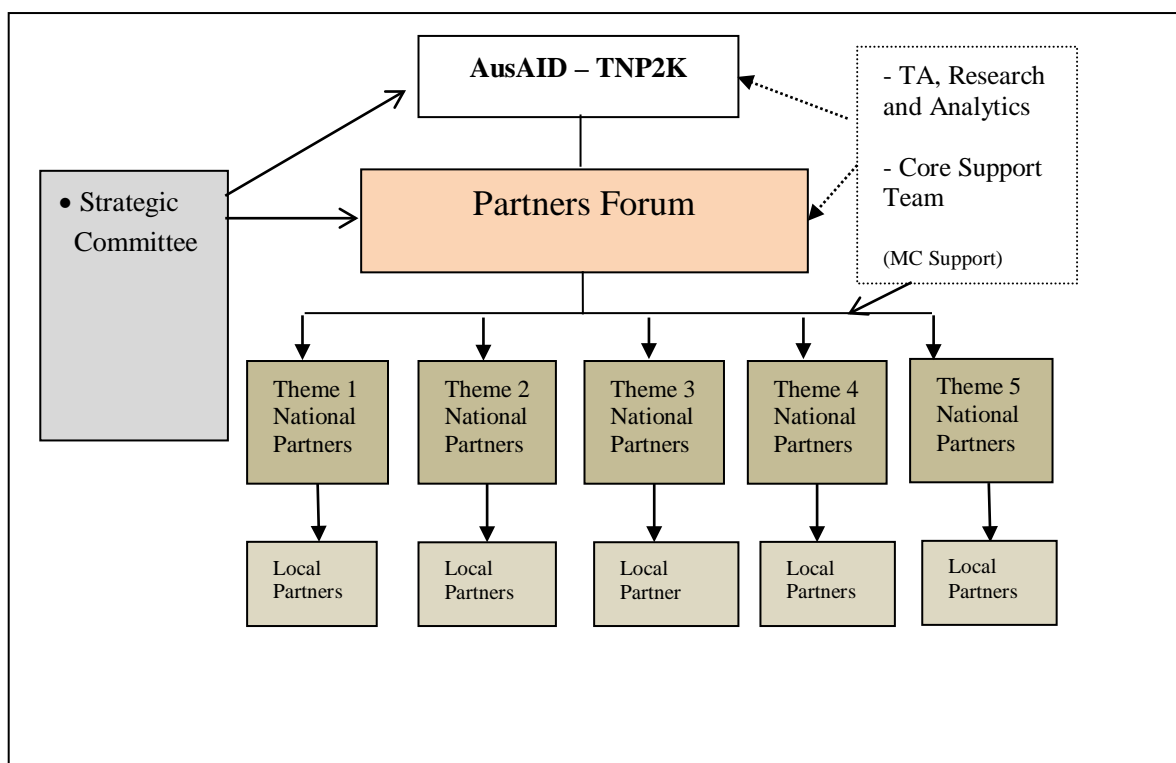 AusAID – TNP2K
- TA, Research
and Analytics
- Core Support
Team
(MC Support)
• Strategic
Committee
Partners Forum
Theme 1
National
Partners
Theme 2
National
Partners
Theme 3
National
Partners
Theme 4
National
Partners
Theme 5
National
Partners
Local
Partners
Local
Partners
Local
Partner
Local
Partners
Local
Partners